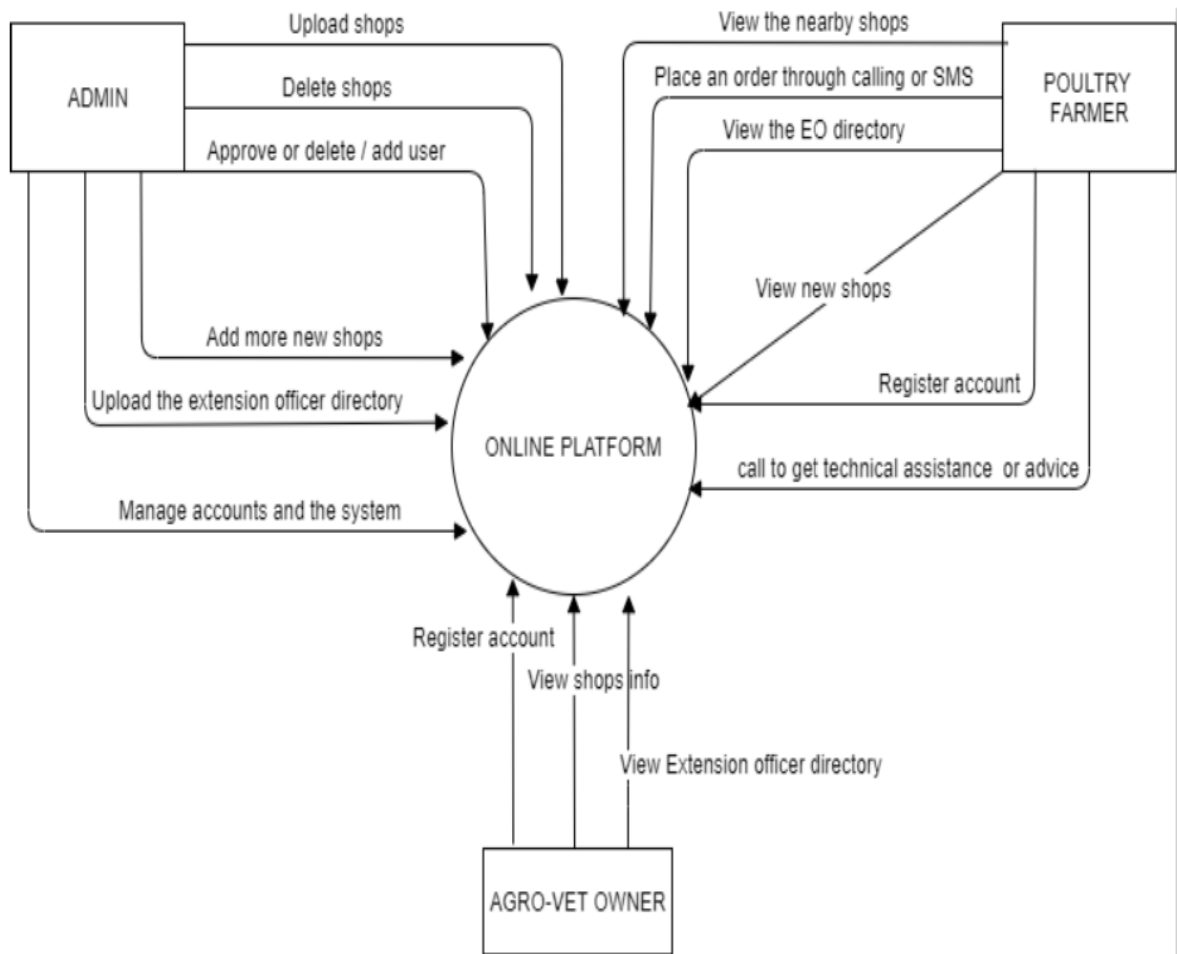 Upload shops
View the nearby shops
ADMIN
Delete shops
Place an order through calling or SMS
POULTRY
FARMER
Approve or delete / add user
View the EO directory
View new shops
Add more new shops
Register account
Upload the extension officer directory
ONLINE PLATFORM
call to get technical assistance or advice
Manage accounts and the system
Register account
View shops info
View Extension officer directory
AGRO-VET OWNER